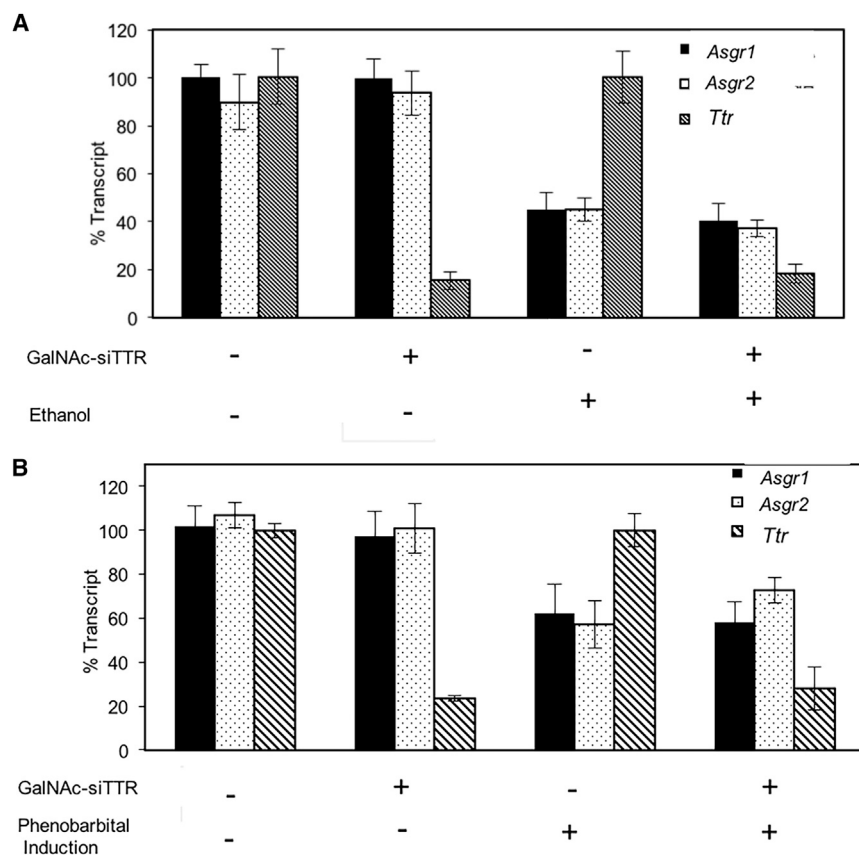 A
120
100
80
60
40
20
0
% Transcript
Asgr1
Asgr2
Ttr
GalNAc-siTTR - + - +
Ethanol - - + +
B
120
100
80
60
40
20
0
% Transcript
Asgr1
Asgr2
Ttr
GalNAc-siTTR - + - +
Phenobarbital
Induction - - + +